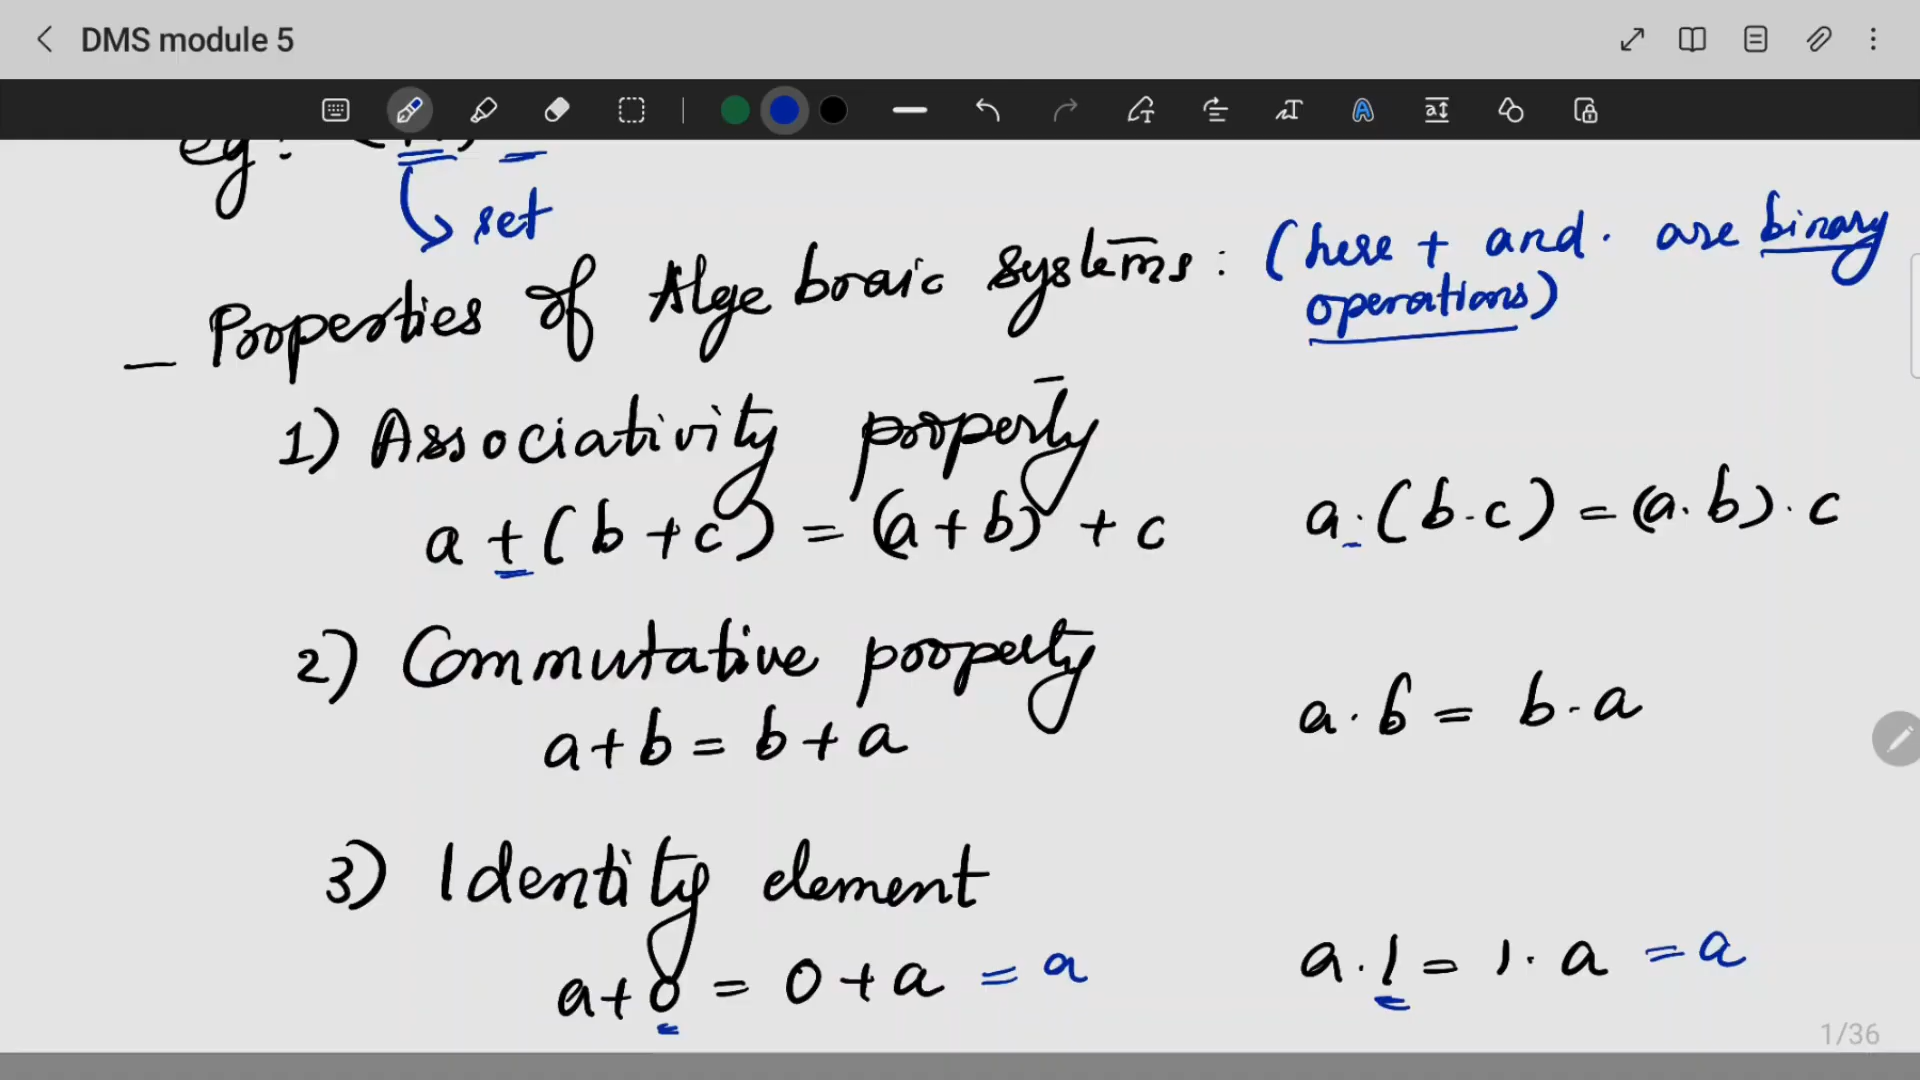 DMS module 5
eg:
set
Properties of Algebraic systems: (here + and · are binary operations)
1) Associativity property
a + (b + c) = (a + b) + c
a · (b · c) = (a · b) · c
2) Commutative property
a + b = b + a
a · b = b · a
3) Identity element
a + 0 = 0 + a = a
a · 1 = 1 · a = a
1/36